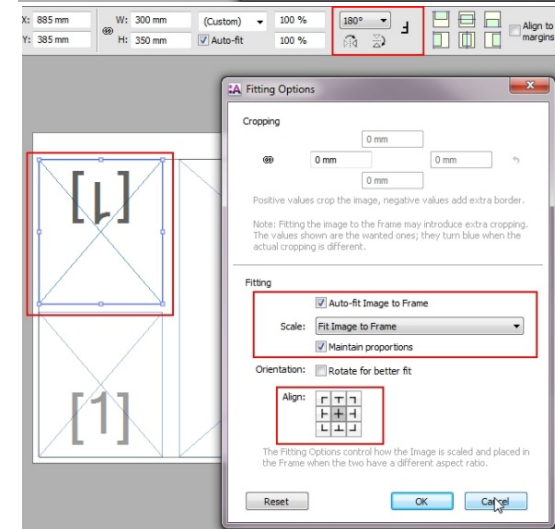 X: 885 mm W: 300 mm (Custom) 100 % 180° Align to
Y: 385 mm H: 350 mm Auto-fit 100 % margins
Fitting Options
Cropping
0 mm
0 mm 0 mm
0 mm
Positive values crop the image, negative
values add extra border.
Note: Fitting the image to the frame may introduce extra cropping.
The values shown are the wanted ones; they turn blue when the
actual cropping is different.
Fitting
Auto-fit Image to Frame
Scale: Fit Image to Frame
Maintain proportions
Orientation: Rotate for better fit
Align:
The Fitting Options control how the Image is scaled and placed in
the Frame when the two have a different aspect ratio.
Reset OK Cancel
[1]
[1]